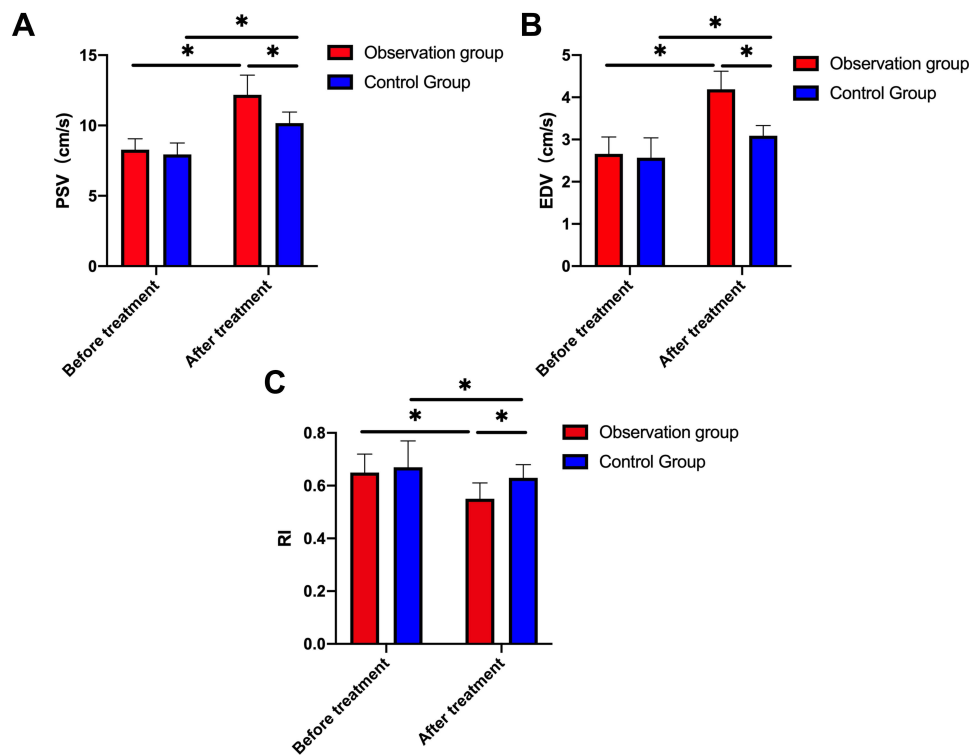 A
PSV (cm/s)
15
10
5
0
*
*
*
Observation group
Control Group
Before treatment
After treatment
B
EDV (cm/s)
5
4
3
2
1
0
*
*
*
Observation group
Control Group
Before treatment
After treatment
C
RI
0.8
0.6
0.4
0.2
0.0
*
*
*
Observation group
Control Group
Before treatment
After treatment